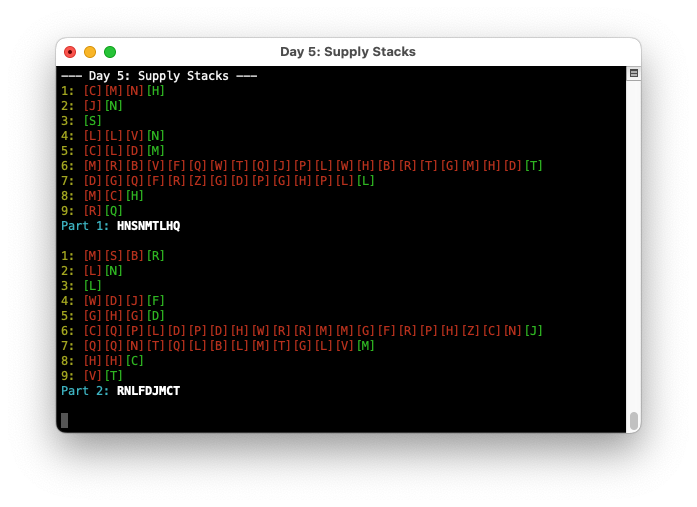 Day 5: Supply Stacks
--- Day 5: Supply Stacks ---
1: [C][M][N][H]
2: [J][N]
3: [S]
4: [L][L][V][N]
5: [C][L][D][M]
6: [M][R][B][V][F][Q][W][T][Q][J][P][L][W][H][B][R][T][G][M][H][D][T]
7: [D][G][Q][F][R][Z][G][D][P][G][H][P][L][L]
8: [M][C][H]
9: [R][Q]
Part 1: HNSNMTLHQ
1: [M][S][B][R]
2: [L][N]
3: [L]
4: [W][D][J][F]
5: [G][H][G][D]
6: [C][Q][P][L][D][P][D][H][W][R][R][M][M][G][F][R][P][H][Z][C][N][J]
7: [Q][Q][N][T][Q][L][B][L][M][T][G][L][V][M]
8: [H][H][C]
9: [V][T]
Part 2: RNLFDJMCT